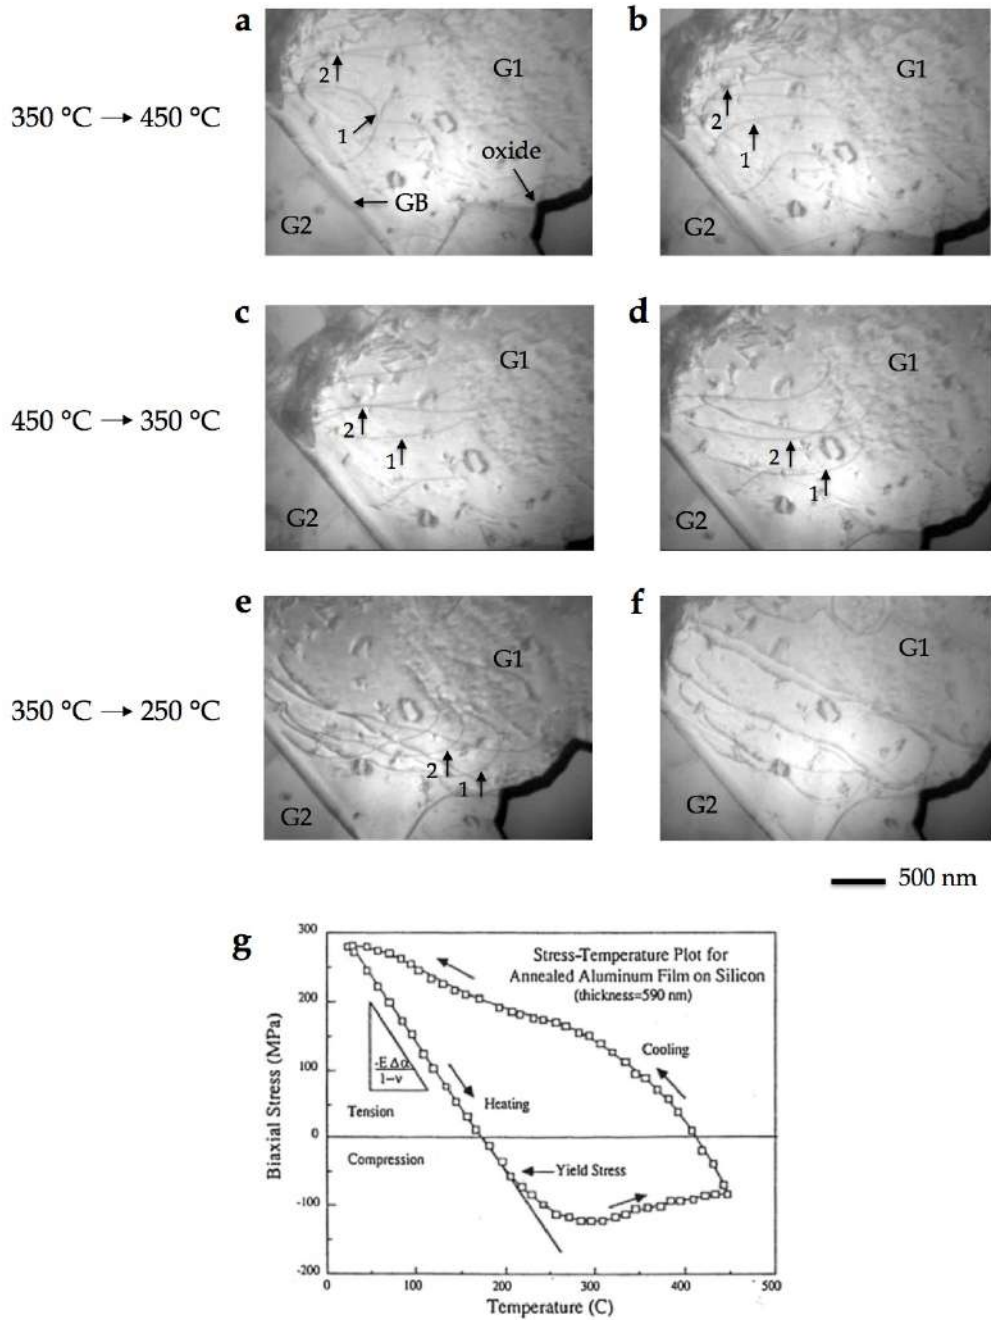 a
b
350 °C → 450 °C
2
1
G1
oxide
GB
G2
2
1
G1
G2
c
d
450 °C → 350 °C
2
1
G1
G2
2
1
G1
G2
e
f
350 °C → 250 °C
G1
2
1
G2
G1
G2
500 nm
g
Stress-Temperature Plot for
Annealed Aluminum Film on Silicon
(thickness=590 nm)
Biaxial Stress (MPa)
300
200
100
0
-100
-200
-E Δα
1-ν
Cooling
Heating
Tension
Compression
Yield Stress
0
100
200
300
400
500
Temperature (C)